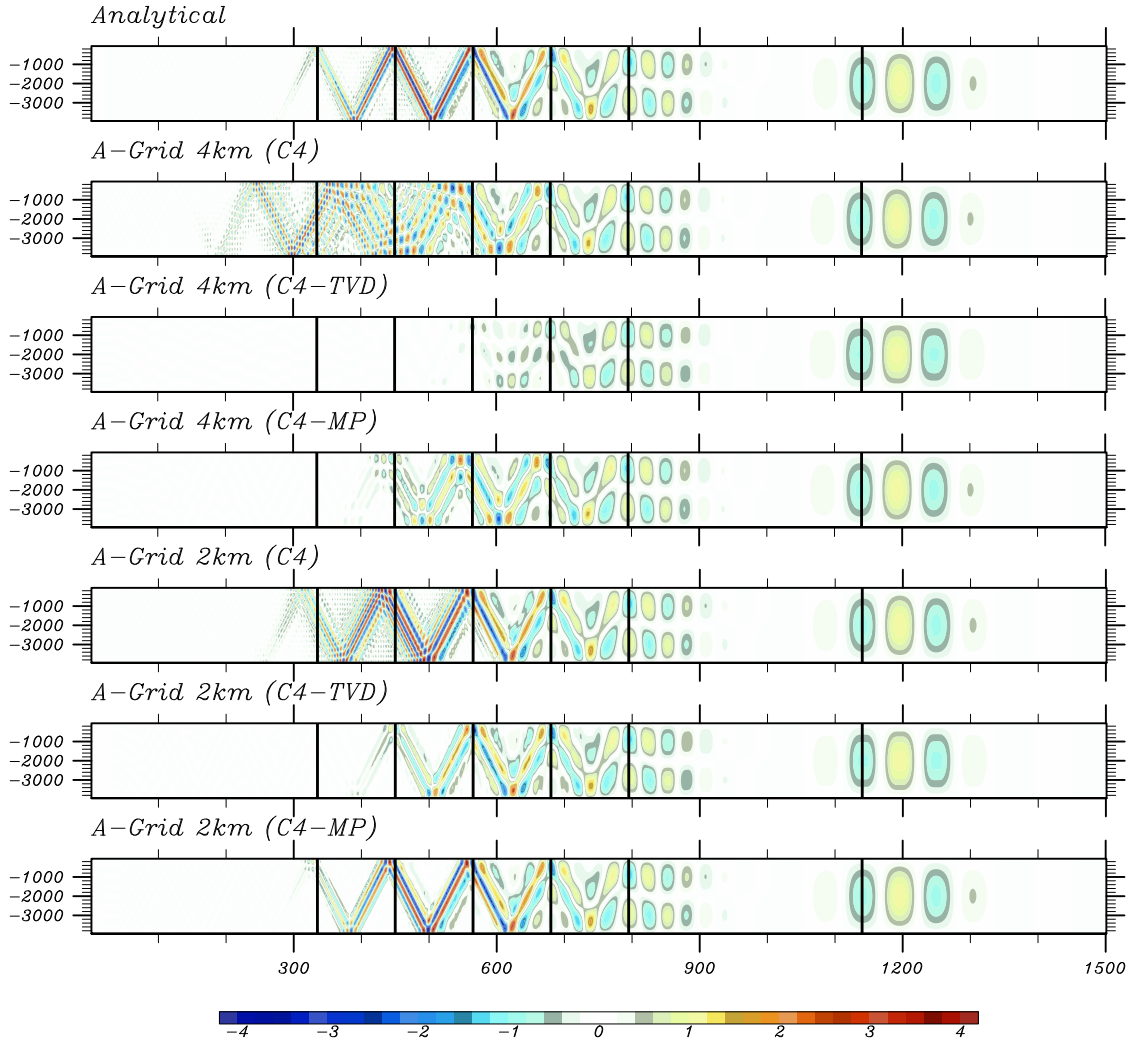 Analytical
-1000
-2000
-3000
A-Grid 4km (C4)
-1000
-2000
-3000
A-Grid 4km (C4-TVD)
-1000
-2000
-3000
A-Grid 4km (C4-MP)
-1000
-2000
-3000
A-Grid 2km (C4)
-1000
-2000
-3000
A-Grid 2km (C4-TVD)
-1000
-2000
-3000
A-Grid 2km (C4-MP)
-1000
-2000
-3000
300 600 900 1200 1500
-4 -3 -2 -1 0 1 2 3 4